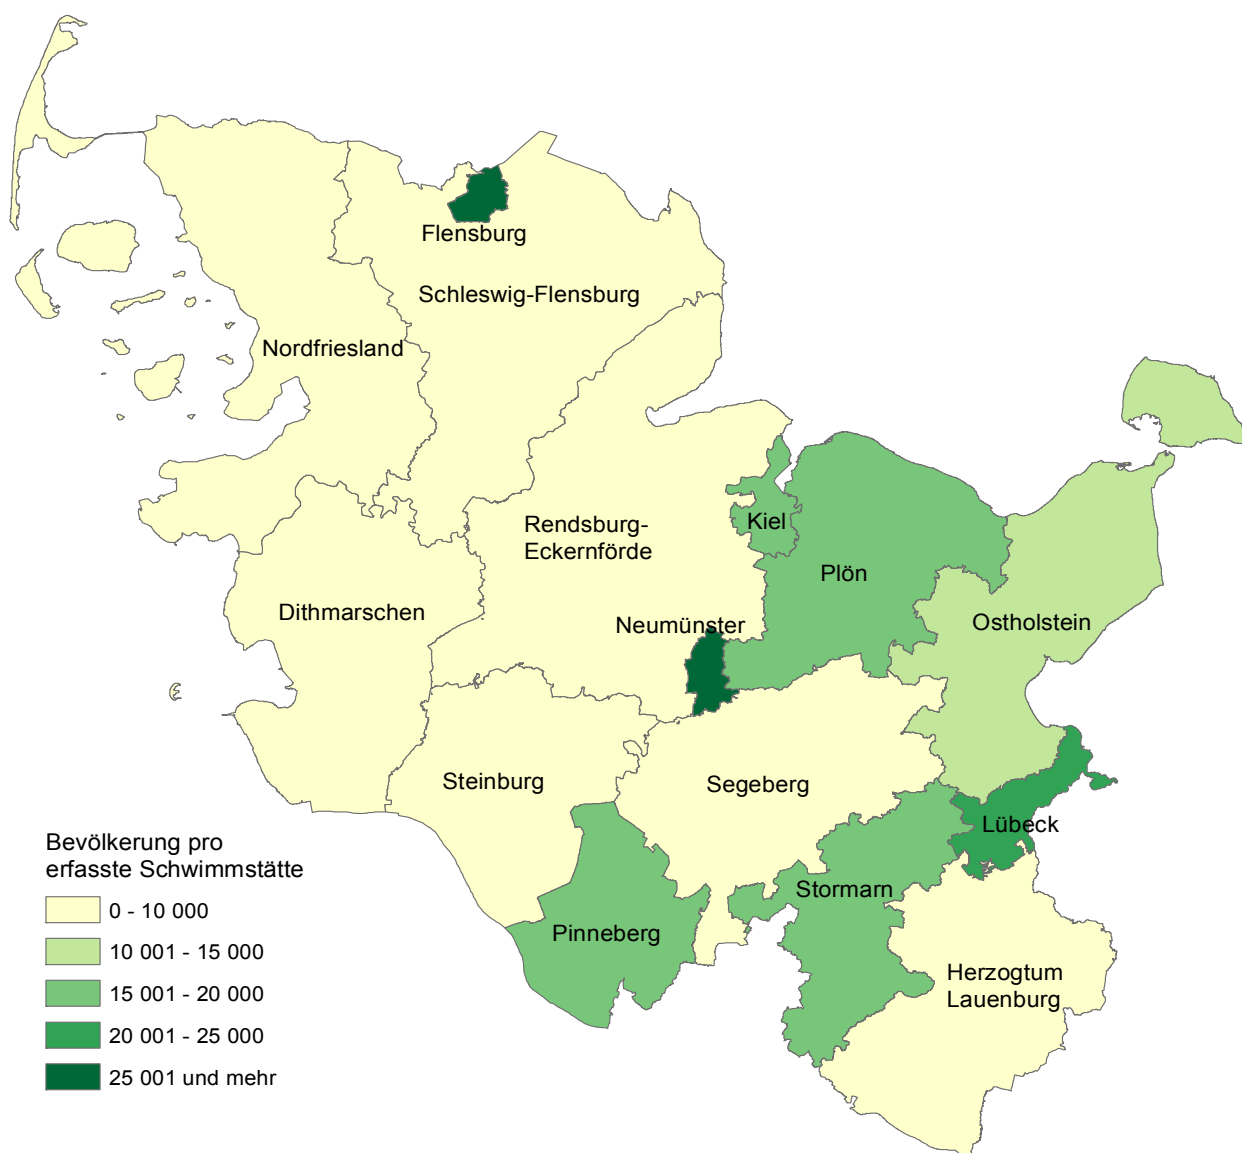 Flensburg
Schleswig-Flensburg
Nordfriesland
Rendsburg-
Eckernförde
Kiel
Plön
Dithmarschen
Neumünster
Ostholstein
Steinburg
Segeberg
Lübeck
Stormarn
Pinneberg
Herzogtum
Lauenburg
Bevölkerung pro
erfasste Schwimmstätte
0 - 10 000
10 001 - 15 000
15 001 - 20 000
20 001 - 25 000
25 001 und mehr